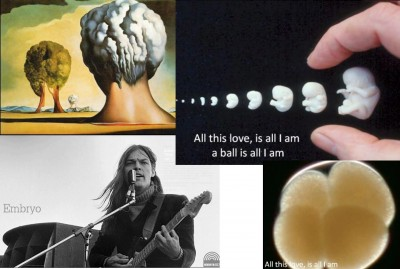 All this love, is all I am
a ball is all I am
Embryo
All this love, is all I am